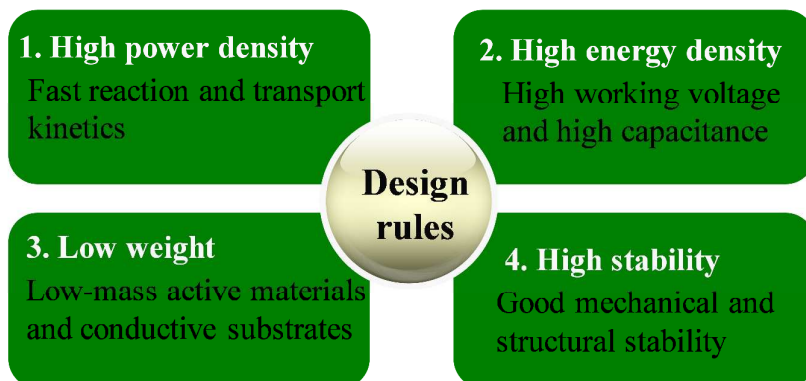 1. High power density
Fast reaction and transport
kinetics
2. High energy density
High working voltage
and high capacitance
Design
rules
3. Low weight
Low-mass active materials
and conductive substrates
4. High stability
Good mechanical and
structural stability